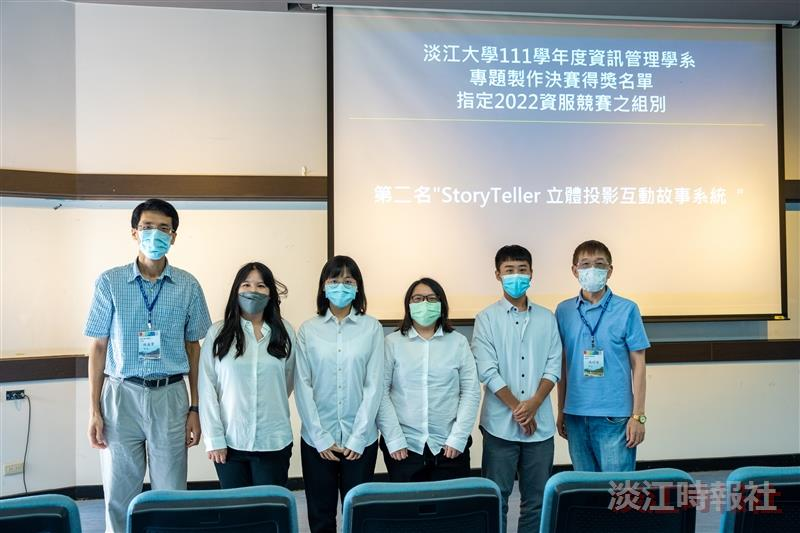 淡江大學111學年度資訊管理學系
專題製作決賽得獎名單
指定2022資服競賽之組別
第二名"StoryTeller 立體投影互動故事系統 "
淡江時報社